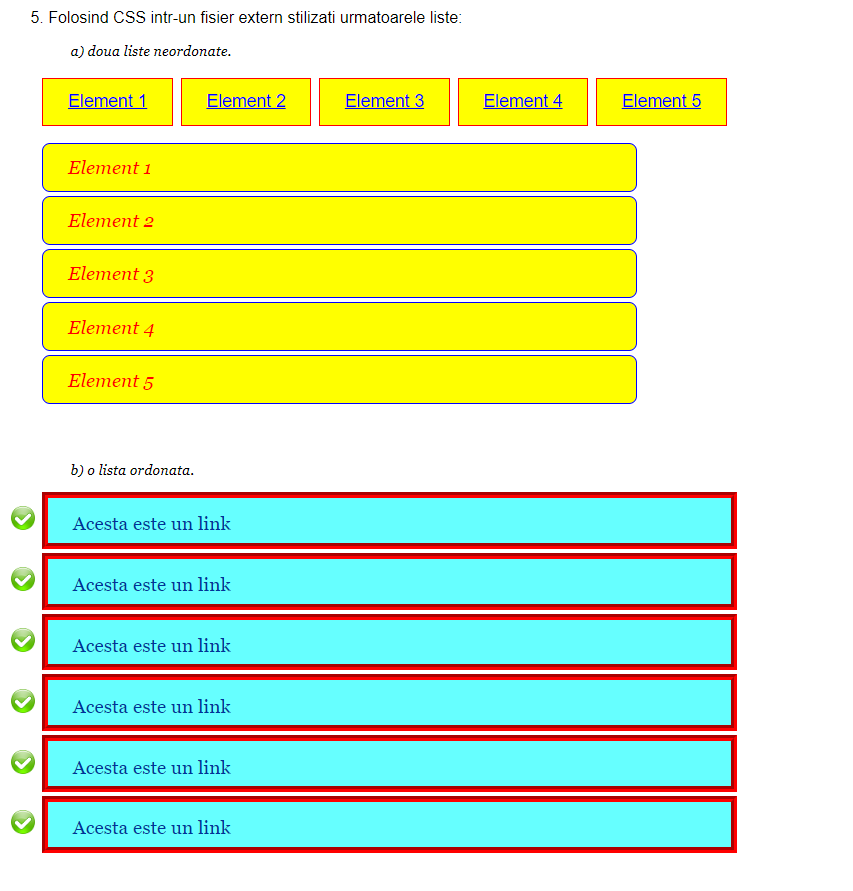 5. Folosind CSS intr-un fisier extern stilizati urmatoarele liste:
a) doua liste neordonate.
Element 1 Element 2 Element 3 Element 4 Element 5
Element 1
Element 2
Element 3
Element 4
Element 5
b) o lista ordonata.
Acesta este un link
Acesta este un link
Acesta este un link
Acesta este un link
Acesta este un link
Acesta este un link